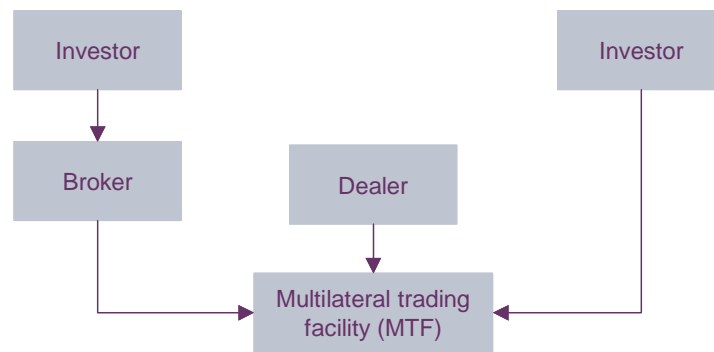 Investor
Investor
Broker
Dealer
Multilateral trading
facility (MTF)